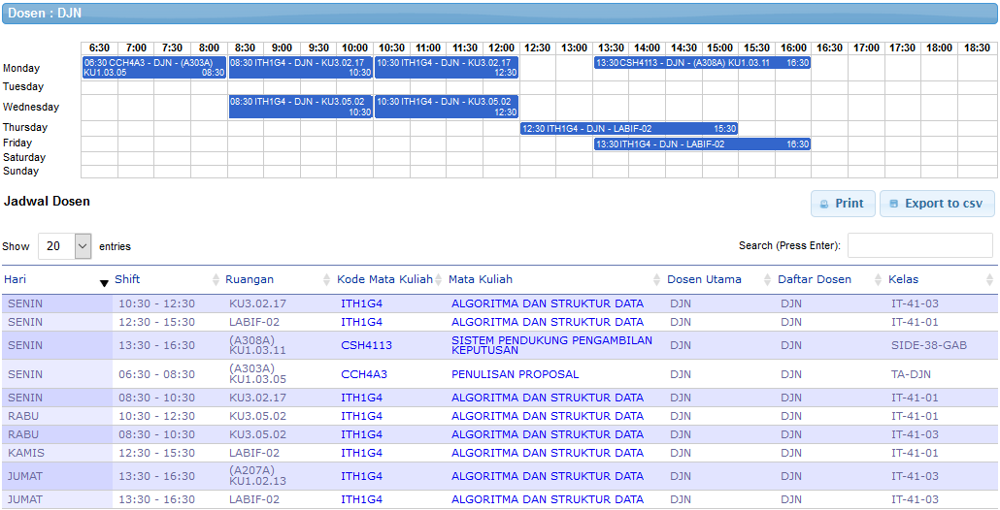 Dosen : DJN
6:30 7:00 7:30 8:00 8:30 9:00 9:30 10:00 10:30 11:00 11:30 12:00 12:30 13:00 13:30 14:00 14:30 15:00 15:30 16:00 16:30 17:00 17:30 18:00 18:30
Monday
06:30 CCH4A3 - DJN - (A303A)
KU1.03.05 08:30
08:30 ITH1G4 - DJN - KU3.02.17
10:30
10:30 ITH1G4 - DJN - KU3.02.17
12:30
13:30 CSH4113 - DJN - (A308A) KU1.03.11 16:30
Tuesday
Wednesday
08:30 ITH1G4 - DJN - KU3.05.02
10:30
10:30 ITH1G4 - DJN - KU3.05.02
12:30
Thursday
12:30 ITH1G4 - DJN - LABIF-02 15:30
Friday
13:30 ITH1G4 - DJN - LABIF-02 16:30
Saturday
Sunday
Jadwal Dosen
Print
Export to csv
Show 20 entries
Search (Press Enter):
Hari Shift Ruangan Kode Mata Kuliah Mata Kuliah Dosen Utama Daftar Dosen Kelas
SENIN 10:30 - 12:30 KU3.02.17 ITH1G4 ALGORITMA DAN STRUKTUR DATA DJN DJN IT-41-03
SENIN 12:30 - 15:30 LABIF-02 ITH1G4 ALGORITMA DAN STRUKTUR DATA DJN DJN IT-41-01
SENIN 13:30 - 16:30 (A308A)
KU1.03.11 CSH4113 SISTEM PENDUKUNG PENGAMBILAN
KEPUTUSAN DJN DJN SIDE-38-GAB
SENIN 06:30 - 08:30 (A303A)
KU1.03.05 CCH4A3 PENULISAN PROPOSAL DJN DJN TA-DJN
SENIN 08:30 - 10:30 KU3.02.17 ITH1G4 ALGORITMA DAN STRUKTUR DATA DJN DJN IT-41-01
RABU 10:30 - 12:30 KU3.05.02 ITH1G4 ALGORITMA DAN STRUKTUR DATA DJN DJN IT-41-01
RABU 08:30 - 10:30 KU3.05.02 ITH1G4 ALGORITMA DAN STRUKTUR DATA DJN DJN IT-41-03
KAMIS 12:30 - 15:30 LABIF-02 ITH1G4 ALGORITMA DAN STRUKTUR DATA DJN DJN IT-41-01
JUMAT 13:30 - 16:30 (A207A)
KU1.02.13 ITH1G4 ALGORITMA DAN STRUKTUR DATA DJN DJN IT-41-03
JUMAT 13:30 - 16:30 LABIF-02 ITH1G4 ALGORITMA DAN STRUKTUR DATA DJN DJN IT-41-03